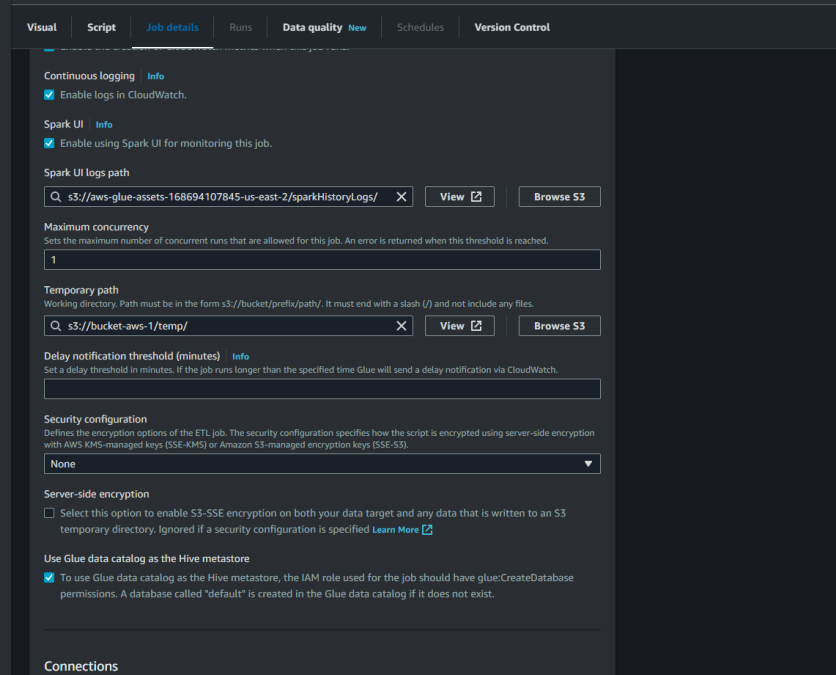 Visual Script Job details Runs Data quality New Schedules Version Control
Enable the creation of CloudWatch metrics when this job runs.
Continuous logging Info
Enable logs in CloudWatch.
Spark UI Info
Enable using Spark UI for monitoring this job.
Spark UI logs path
s3://aws-glue-assets-168694107845-us-east-2/sparkHistoryLogs/ View Browse S3
Maximum concurrency
Sets the maximum number of concurrent runs that are allowed for this job. An error is returned when this threshold is reached.
1
Temporary path
Working directory. Path must be in the form s3://bucket/prefix/path/. It must end with a slash (/) and not include any files.
s3://bucket-aws-1/temp/ View Browse S3
Delay notification threshold (minutes) Info
Set a delay threshold in minutes. If the job runs longer than the specified time Glue will send a delay notification via CloudWatch.
Security configuration
Defines the encryption options of the ETL job. The security configuration specifies how the script is encrypted using server-side encryption
with AWS KMS-managed keys (SSE-KMS) or Amazon S3-managed encryption keys (SSE-S3).
None
Server-side encryption
Select this option to enable S3-SSE encryption on both your data target and any data that is written to an S3
temporary directory. Ignored if a security configuration is specified Learn More
Use Glue data catalog as the Hive metastore
To use Glue data catalog as the Hive metastore, the IAM role used for the job should have glue:CreateDatabase
permissions. A database called "default" is created in the Glue data catalog if it does not exist.
Connections